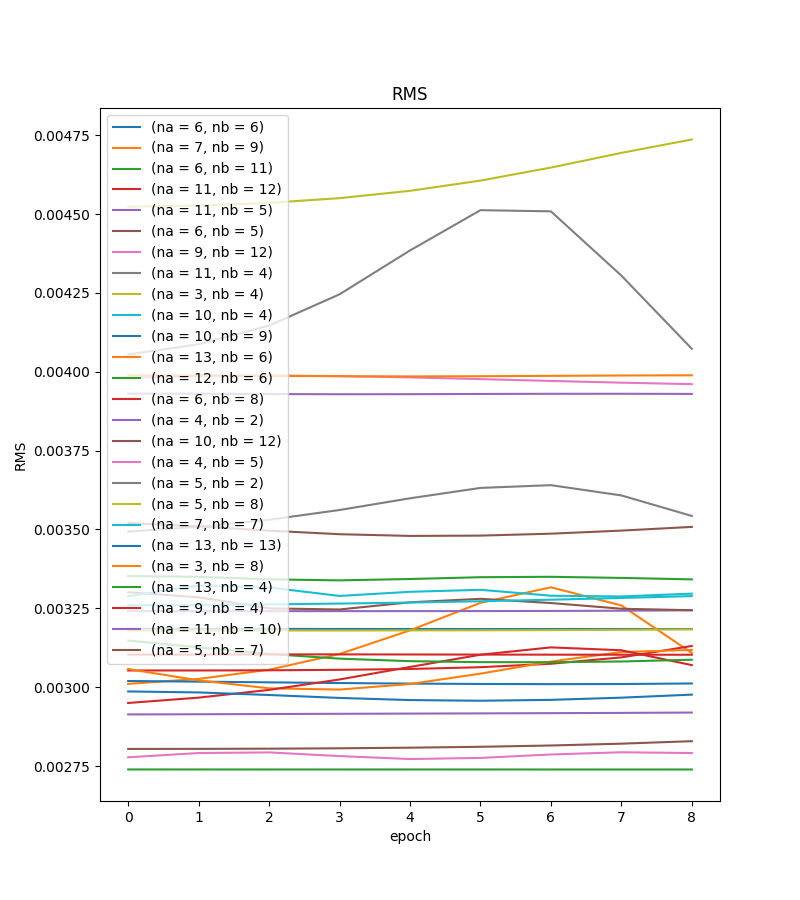 RMS
(na = 6, nb = 6)
(na = 7, nb = 9)
(na = 6, nb = 11)
(na = 11, nb = 12)
(na = 11, nb = 5)
(na = 6, nb = 5)
(na = 9, nb = 12)
(na = 11, nb = 4)
(na = 3, nb = 4)
(na = 10, nb = 4)
(na = 10, nb = 9)
(na = 13, nb = 6)
(na = 12, nb = 6)
(na = 6, nb = 8)
(na = 4, nb = 2)
(na = 10, nb = 12)
(na = 4, nb = 5)
(na = 5, nb = 2)
(na = 5, nb = 8)
(na = 7, nb = 7)
(na = 13, nb = 13)
(na = 3, nb = 8)
(na = 13, nb = 4)
(na = 9, nb = 4)
(na = 11, nb = 10)
(na = 5, nb = 7)
0.00475
0.00450
0.00425
0.00400
0.00375
0.00350
0.00325
0.00300
0.00275
RMS
0 1 2 3 4 5 6 7 8
epoch